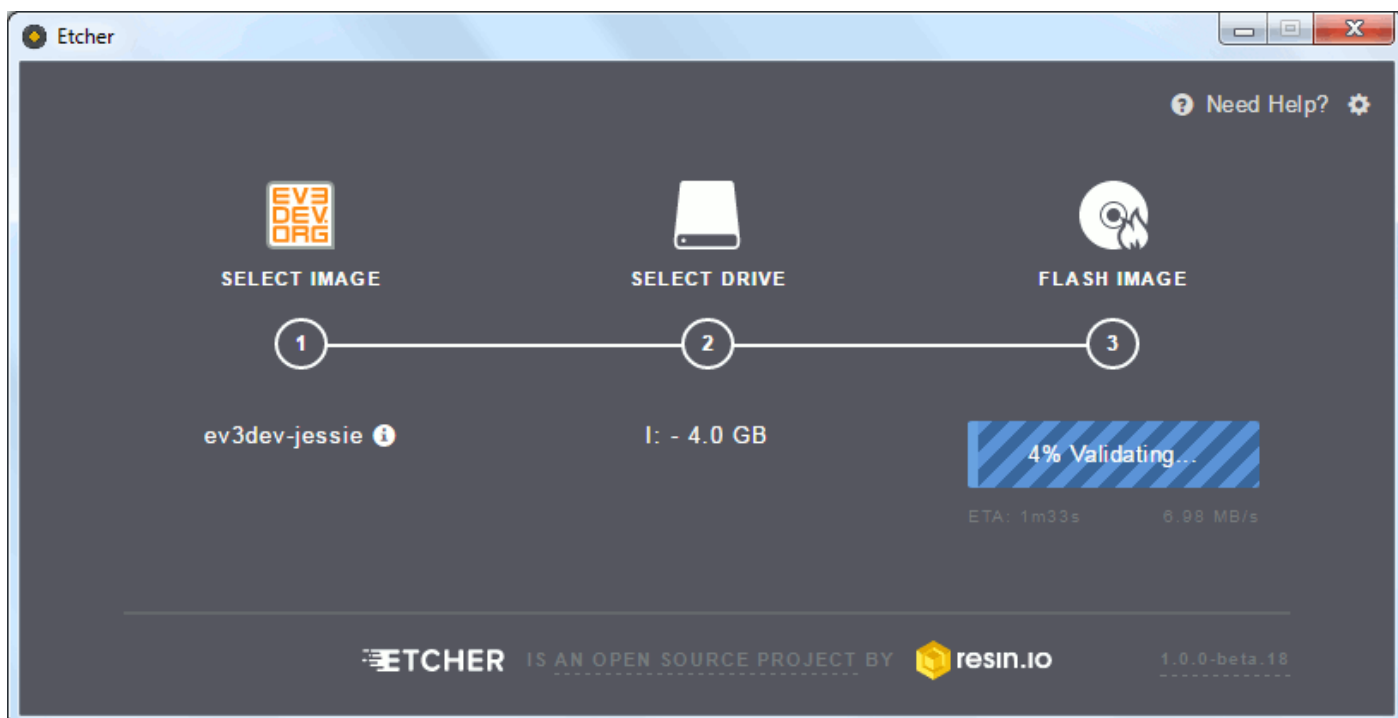 Etcher
Need Help?
EV3
DEV.
ORG
SELECT IMAGE
SELECT DRIVE
FLASH IMAGE
1
2
3
ev3dev-jessie
I: - 4.0 GB
4% Validating...
ETA: 1m33s
6.98 MB/s
ETCHER IS AN OPEN SOURCE PROJECT BY resin.io
1.0.0-beta.18